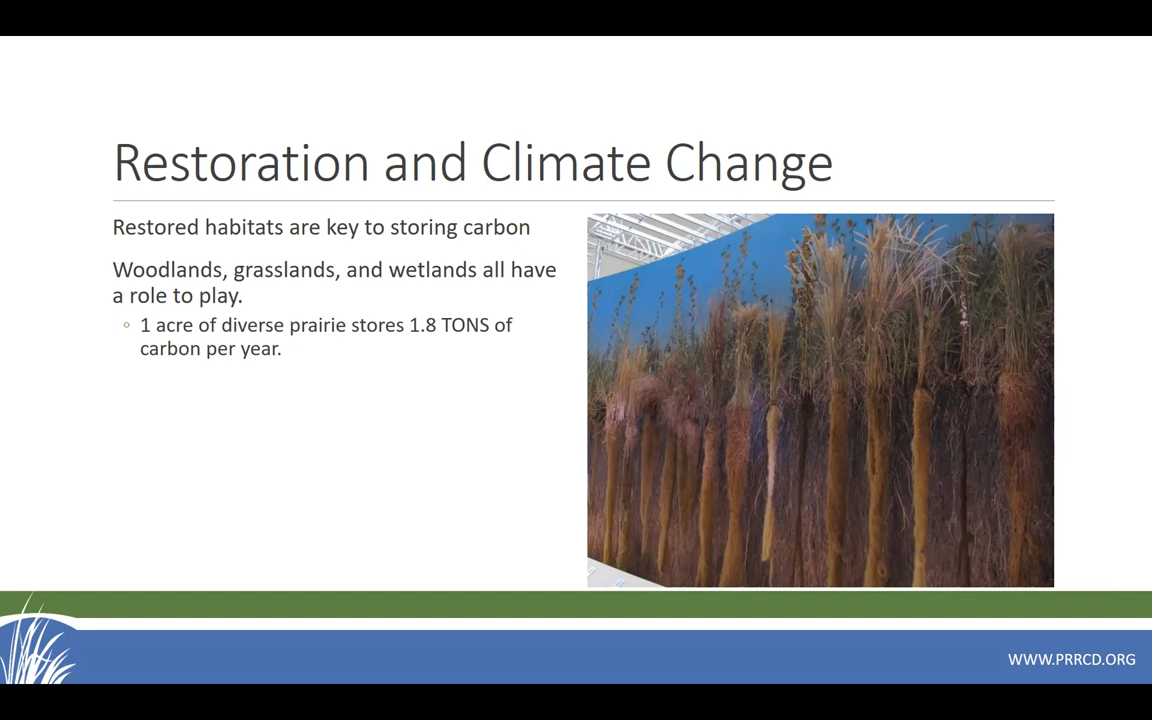 Restoration and Climate Change
Restored habitats are key to storing carbon
Woodlands, grasslands, and wetlands all have
a role to play.
◦ 1 acre of diverse prairie stores 1.8 TONS of
carbon per year.
WWW.PRRCD.ORG